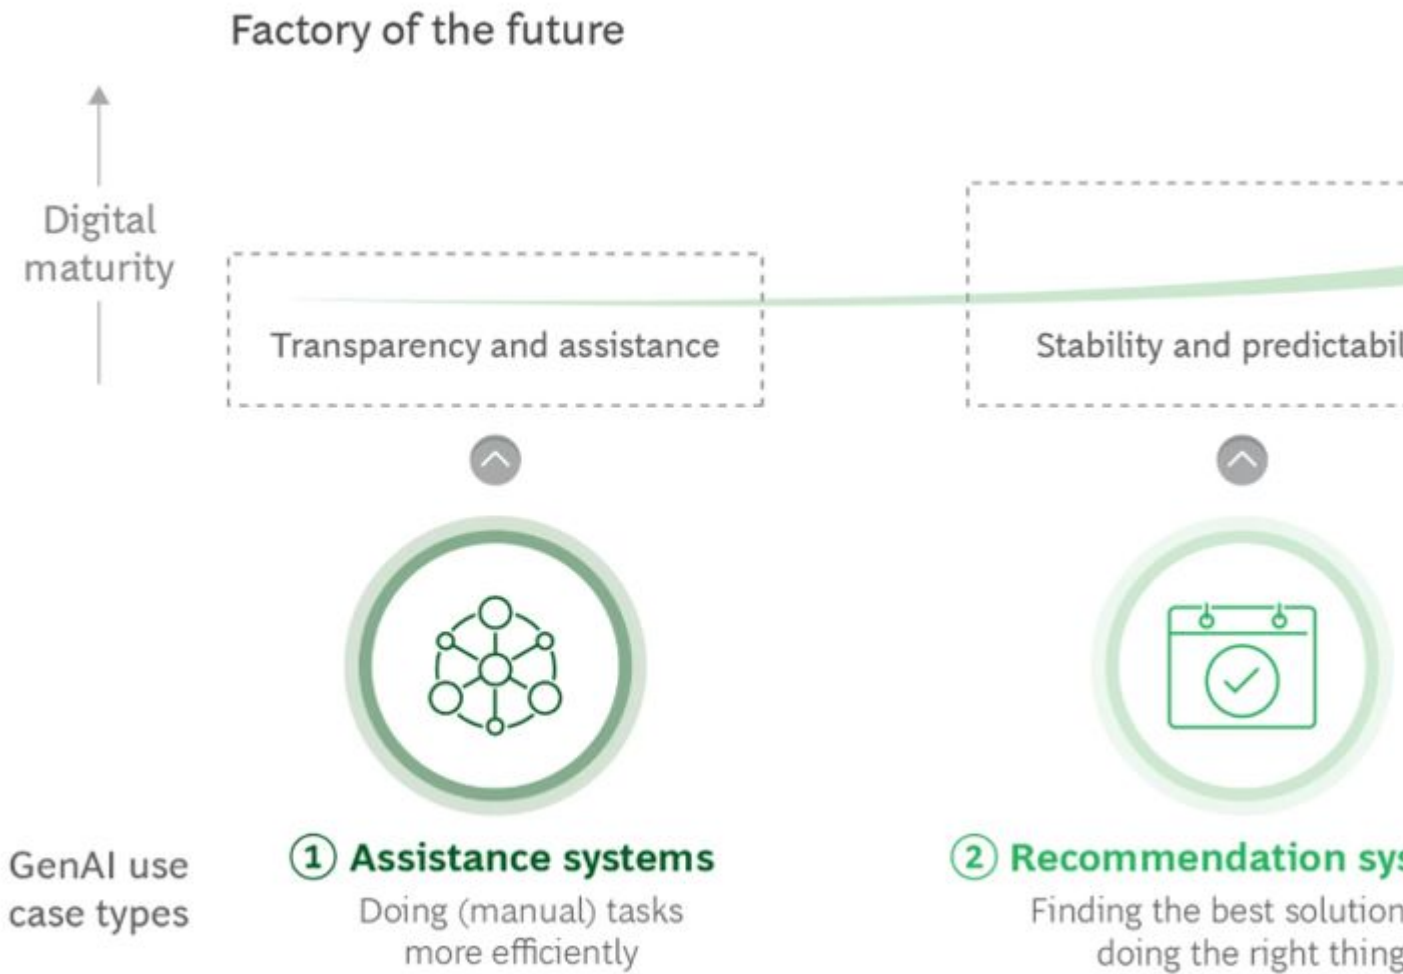 Factory of the future
Digital
maturity
Transparency and assistance
Stability and predictabil
GenAI use
case types
1 Assistance systems
Doing (manual) tasks
more efficiently
2 Recommendation sys
Finding the best solution
doing the right thing